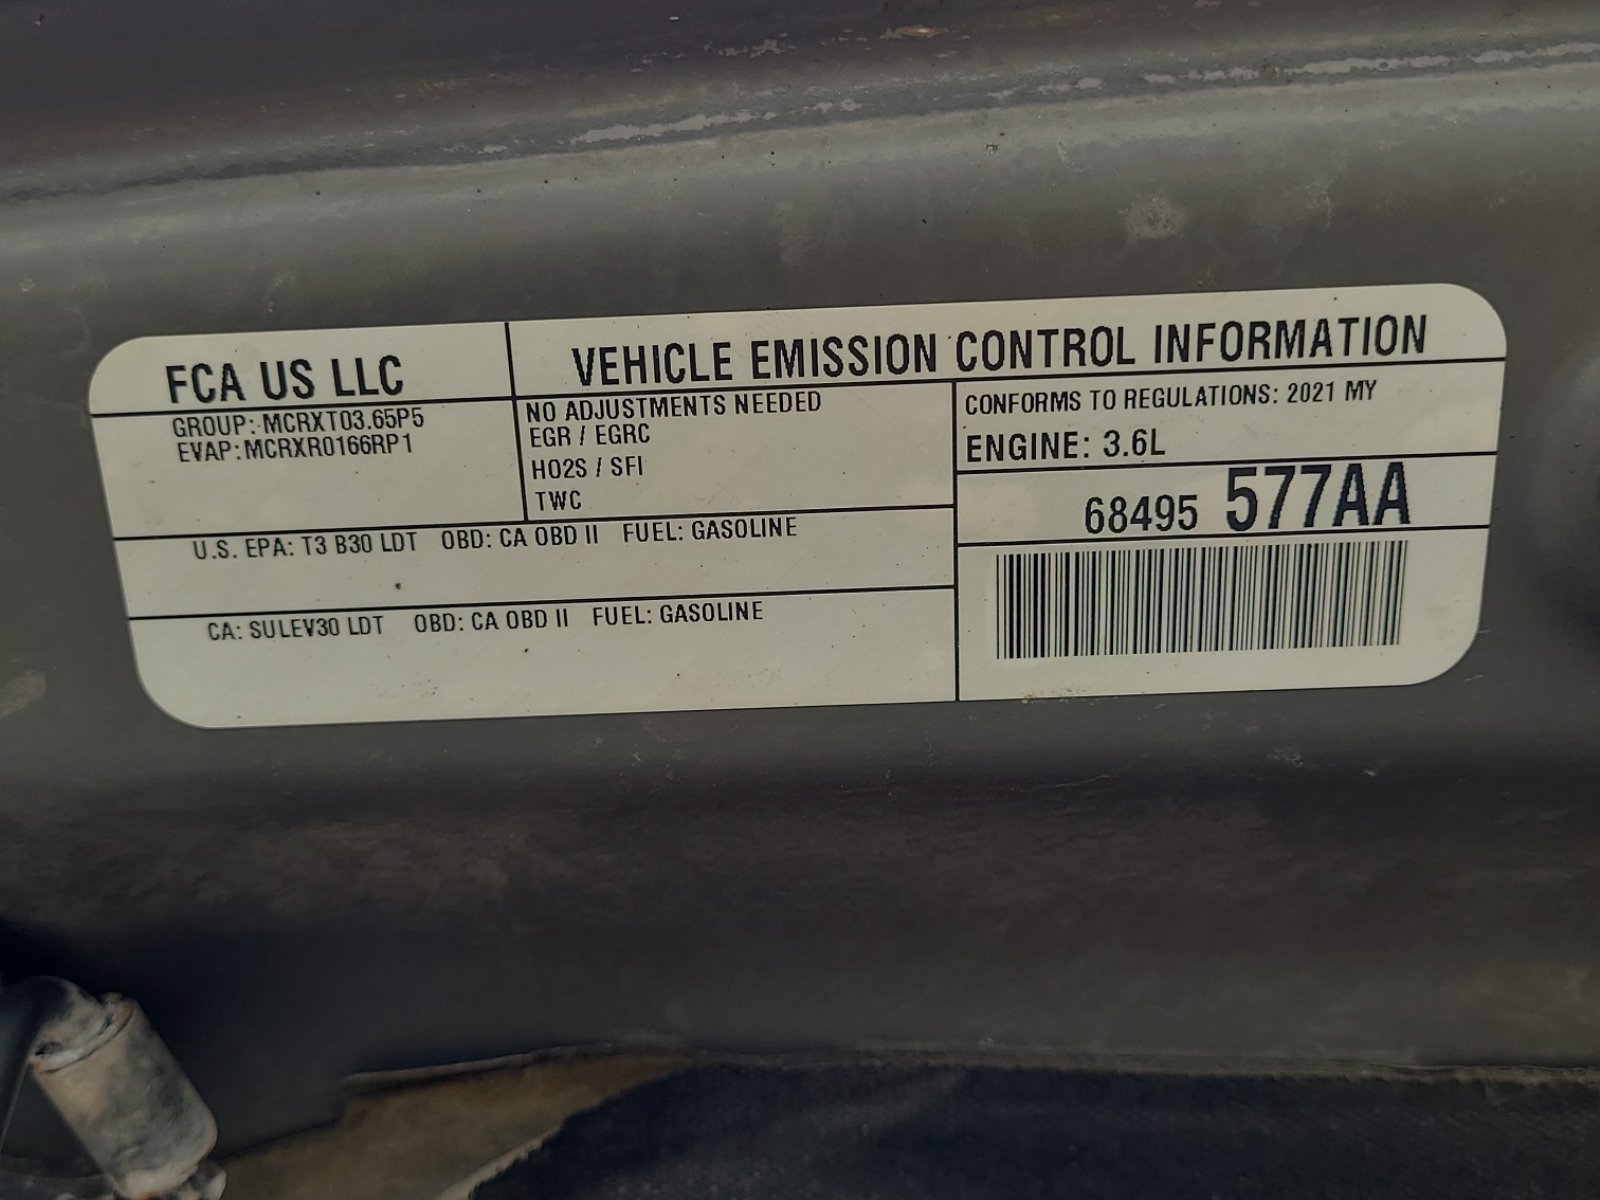 FCA US LLC
VEHICLE EMISSION CONTROL INFORMATION
GROUP: MCRXT03.65P5
EVAP: MCRXR0166RP1
NO ADJUSTMENTS NEEDED
EGR / EGRC
HO2S / SFI
TWC
CONFORMS TO REGULATIONS: 2021 MY
ENGINE: 3.6L
68495 577AA
U.S. EPA: T3 B30 LDT OBD: CA OBD II FUEL: GASOLINE
CA: SULEV30 LDT OBD: CA OBD II FUEL: GASOLINE